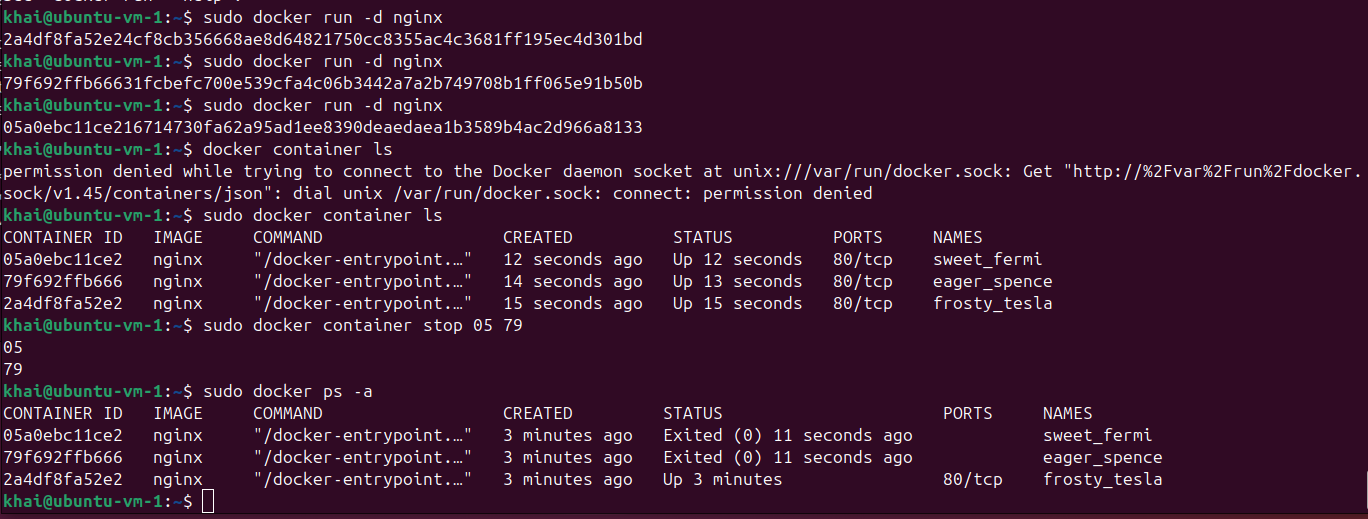 khai@ubuntu-vm-1:~$ sudo docker run -d nginx
2a4df8fa52e24cf8cb356668ae8d64821750cc8355ac4c3681ff195ec4d301bd
khai@ubuntu-vm-1:~$ sudo docker run -d nginx
79f692ffb66631fcbefc700e539cfa4c06b3442a7a2b749708b1ff065e91b50b
khai@ubuntu-vm-1:~$ sudo docker run -d nginx
05a0ebc11ce216714730fa62a95ad1ee8390deaedaea1b3589b4ac2d966a8133
khai@ubuntu-vm-1:~$ docker container ls
permission denied while trying to connect to the Docker daemon socket at unix:///var/run/docker.sock: Get "http://%2Fvar%2Frun%2Fdocker.
sock/v1.45/containers/json": dial unix /var/run/docker.sock: connect: permission denied
khai@ubuntu-vm-1:~$ sudo docker container ls
CONTAINER ID   IMAGE     COMMAND                  CREATED          STATUS          PORTS     NAMES
05a0ebc11ce2   nginx     "/docker-entrypoint.…"   12 seconds ago   Up 12 seconds   80/tcp    sweet_fermi
79f692ffb666   nginx     "/docker-entrypoint.…"   14 seconds ago   Up 13 seconds   80/tcp    eager_spence
2a4df8fa52e2   nginx     "/docker-entrypoint.…"   15 seconds ago   Up 15 seconds   80/tcp    frosty_tesla
khai@ubuntu-vm-1:~$ sudo docker container stop 05 79
05
79
khai@ubuntu-vm-1:~$ sudo docker ps -a
CONTAINER ID   IMAGE     COMMAND                  CREATED         STATUS                      PORTS     NAMES
05a0ebc11ce2   nginx     "/docker-entrypoint.…"   3 minutes ago   Exited (0) 11 seconds ago             sweet_fermi
79f692ffb666   nginx     "/docker-entrypoint.…"   3 minutes ago   Exited (0) 11 seconds ago             eager_spence
2a4df8fa52e2   nginx     "/docker-entrypoint.…"   3 minutes ago   Up 3 minutes                80/tcp    frosty_tesla
khai@ubuntu-vm-1:~$